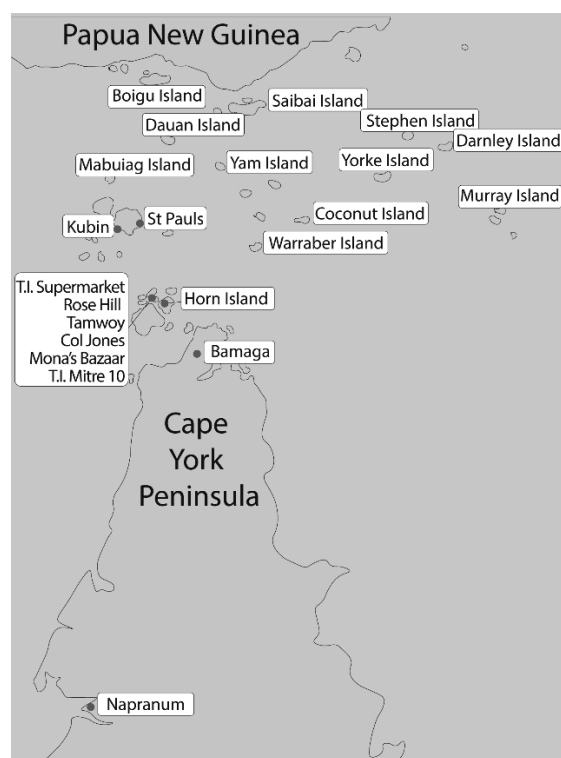 Papua New Guinea
Boigu Island
Saibai Island
Dauan Island
Stephen Island
Darnley Island
Mabuiag Island
Yam Island
Yorke Island
Murray Island
Kubin
St Pauls
Coconut Island
Warraber Island
T.I. Supermarket
Rose Hill
Tamwoy
Col Jones
Mona's Bazaar
T.I. Mitre 10
Horn Island
Bamaga
Cape
York
Peninsula
Napranum